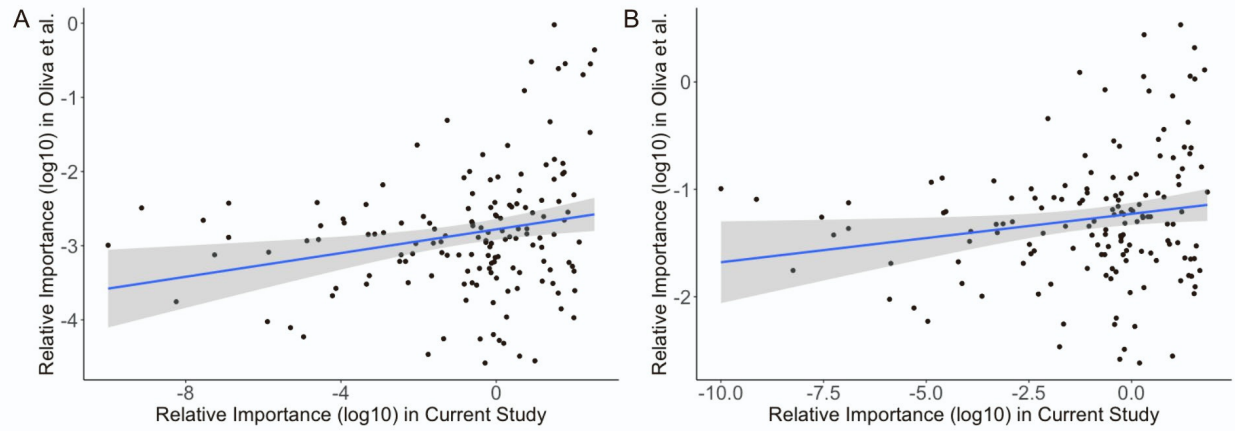 A
Relative Importance (log10) in Oliva et al.
0
-1
-2
-3
-4
-8
-4
0
Relative Importance (log10) in Current Study
B
Relative Importance (log10) in Oliva et al.
0
-1
-2
-10.0
-7.5
-5.0
-2.5
0.0
Relative Importance (log10) in Current Study